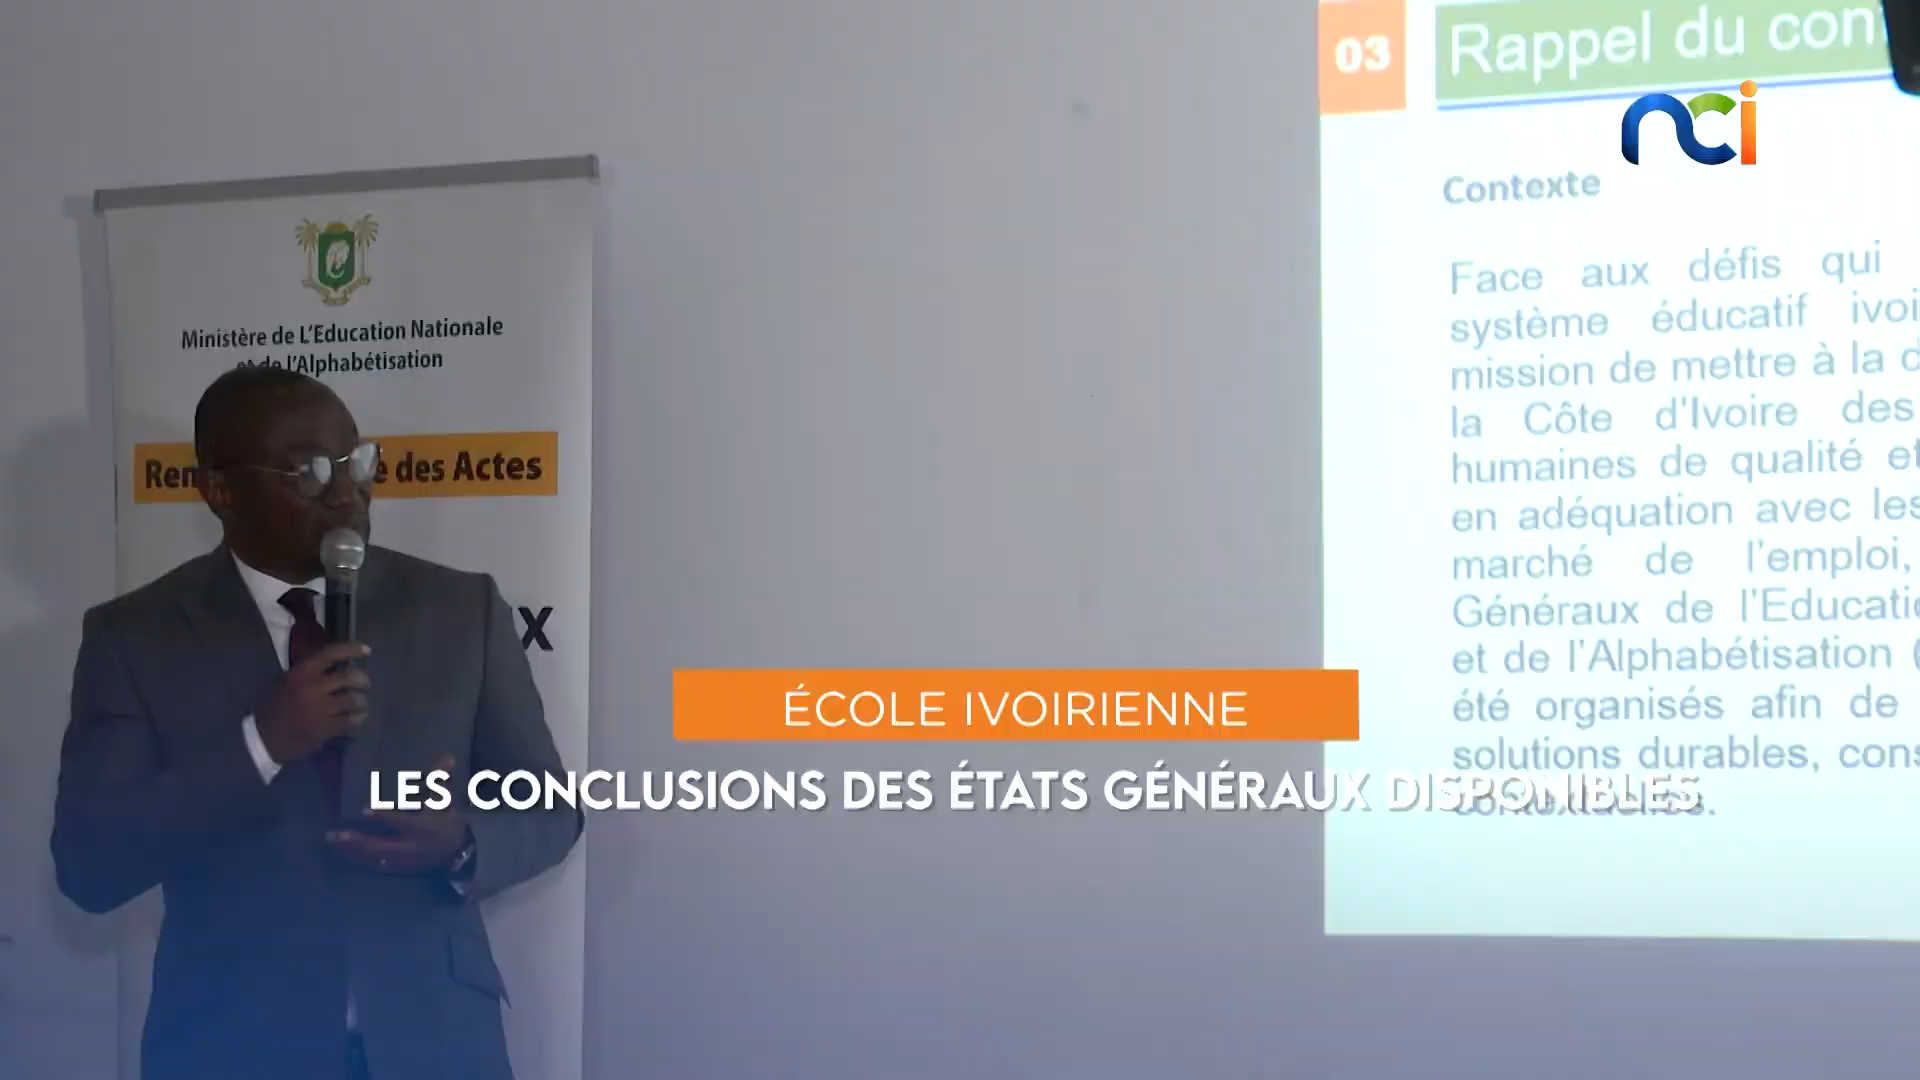 03
Rappel du con
nci
Contexte
Face aux défis qui
système éducatif ivoi
mission de mettre à la d
la Côte d'Ivoire des
humaines de qualité et
en adéquation avec les
marché de l'emploi,
Généraux de l'Educati
et de l'Alphabétisation (
été organisés afin de
solutions durables, cons
contextuelles.
Ministère de L'Education Nationale
et de l'Alphabétisation
Ren e des Actes
X
ÉCOLE IVOIRIENNE
LES CONCLUSIONS DES ÉTATS GÉNÉRAUX DISPONIBLES